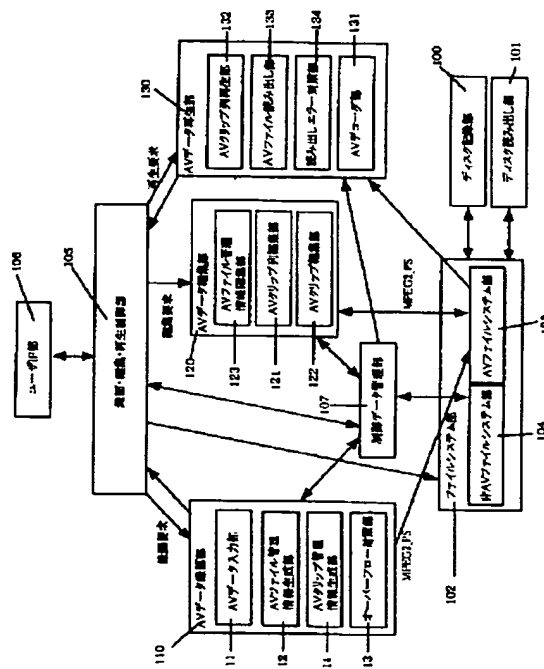 106
ユーザIF部
105
録画・編集・再生制御部
録画要求
編集要求
再生要求
110
AVデータ録画部
11
AVデータ入力部
12
AVファイル管理
情報生成部
14
AVクリップ管理
情報生成部
13
オーバーフロー対策部
120
AVデータ編集部
123
AVファイル管理
情報編集部
121
AVクリップ列編集部
122
AVクリップ編集部
130
AVデータ再生部
132
AVクリップ列再生部
133
AVファイル読み出し部
134
読み出しエラー対策部
131
AVデコーダ部
107
制御データ管理部
MPEG2_PS
MPEG2_PS
102
ファイルシステム部
非AVファイルシステム部
104
AVファイルシステム部
103
100
ディスク記録部
101
ディスク読み出し部